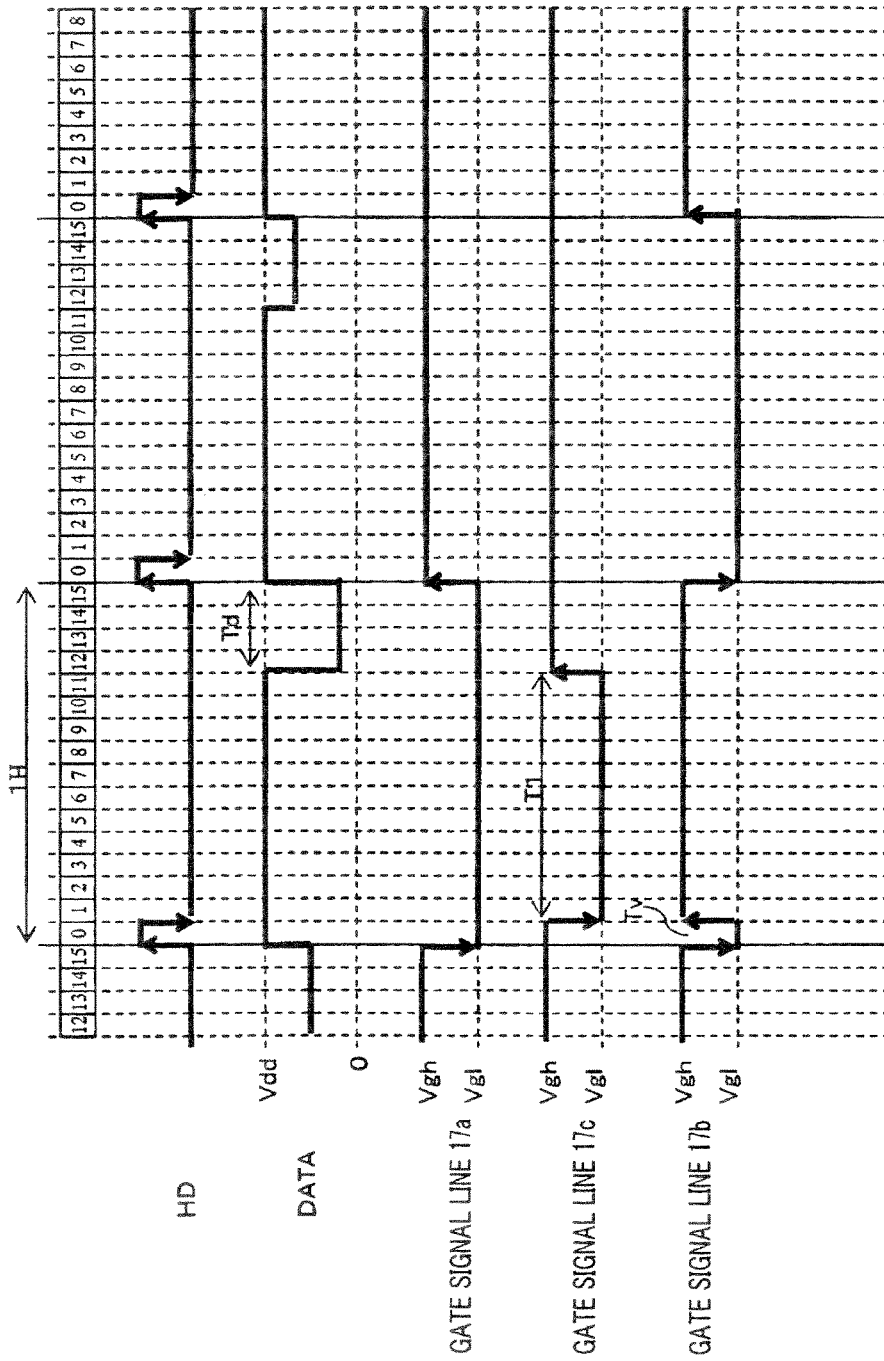 1H
12 13 14 15 0 1 2 3 4 5 6 7 8 9 10 11 12 13 14 15 0 1 2 3 4 5 6 7 8 9 10 11 12 13 14 15 0 1 2 3 4 5 6 7 8
HD
Td
Vdd
DATA
0
Vgh
GATE SIGNAL LINE 17a
Vgl
T1
Vgh
GATE SIGNAL LINE 17c
Vgl
Tv
Vgh
GATE SIGNAL LINE 17b
Vgl